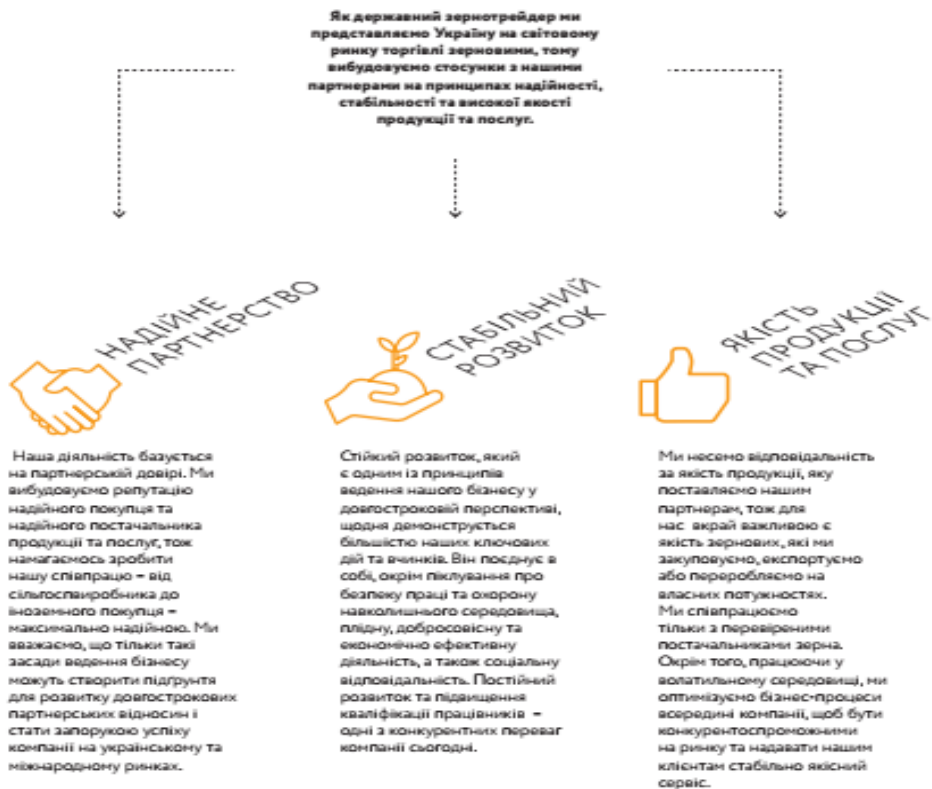 Як державний зернотрейдер ми
представляємо Україну на світовому
ринку торгівлі зерновими, тому
вибудовуємо стосунки з нашими
партнерами на принципах надійності,
стабільності та високої якості
продукції та послуг.
НАДІЙНЕ
ПАРТНЕРСТВО
Наша діяльність базується
на партнерській довірі. Ми
вибудовуємо репутацію
надійного покупця та
надійного постачальника
продукції та послуг, тож
намагаємось зробити
нашу співпрацю – від
сільгоспвиробника до
іноземного покупця –
максимально надійною. Ми
вважаємо, що тільки такі
засади ведення бізнесу
можуть створити підґрунтя
для розвитку довгострокових
партнерських відносин і
стати запорукою успіху
компанії на українському та
міжнародному ринках.
СТАБІЛЬНИЙ
РОЗВИТОК
Стійкий розвиток, який
є одним із принципів
ведення нашого бізнесу у
довгостроковій перспективі,
щодня демонструється
більшістю наших ключових
дій та вчинків. Він поєднує в
собі, окрім піклування про
безпеку праці та охорону
навколишнього середовища,
плідну, добросовісну та
економічно ефективну
діяльність, а також соціальну
відповідальність. Постійний
розвиток та підвищення
кваліфікації працівників –
одні з конкурентних переваг
компанії сьогодні.
ЯКІСТЬ
ПРОДУКЦІЇ
ТА ПОСЛУГ
Ми несемо відповідальність
за якість продукції, яку
поставляємо нашим
партнерам, тож для
нас вкрай важливою є
якість зернових, які ми
закуповуємо, експортуємо
або переробляємо на
власних потужностях.
Ми співпрацюємо
тільки з перевіреними
постачальниками зерна.
Окрім того, працюючи у
волатильному середовищі, ми
оптимізуємо бізнес-процеси
всередині компанії, щоб бути
конкурентоспроможними
на ринку та надавати нашим
клієнтам стабільно якісний
сервіс.